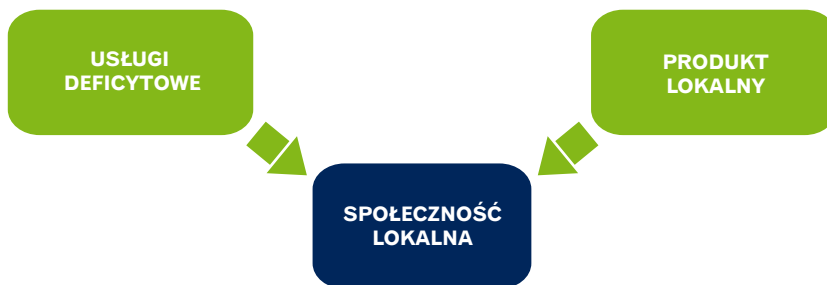 USŁUGI
DEFICYTOWE
PRODUKT
LOKALNY
SPOŁECZNOŚĆ
LOKALNA